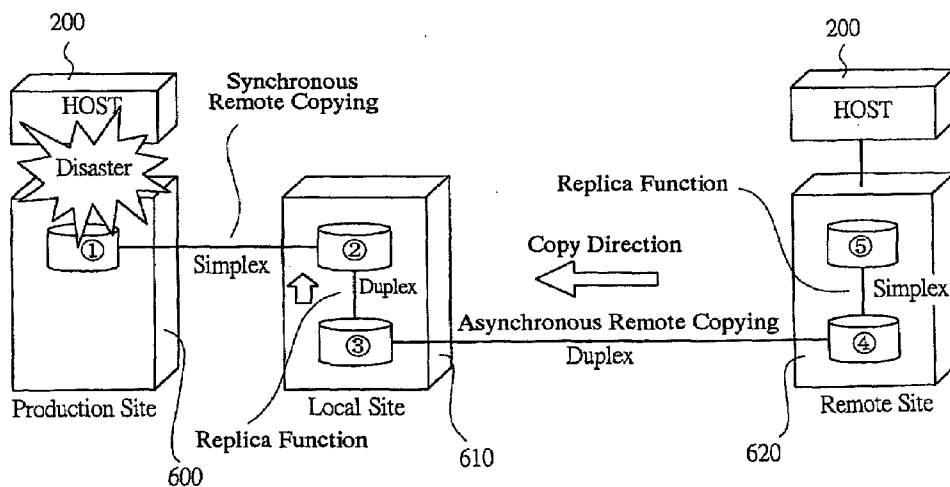 200
HOST
Disaster
Synchronous
Remote Copying
200
HOST
Replica Function
①
Simplex
②
Duplex
③
Copy Direction
⑤
Simplex
④
Asynchronous Remote Copying
Duplex
Production Site
Local Site
Remote Site
Replica Function
600
610
620